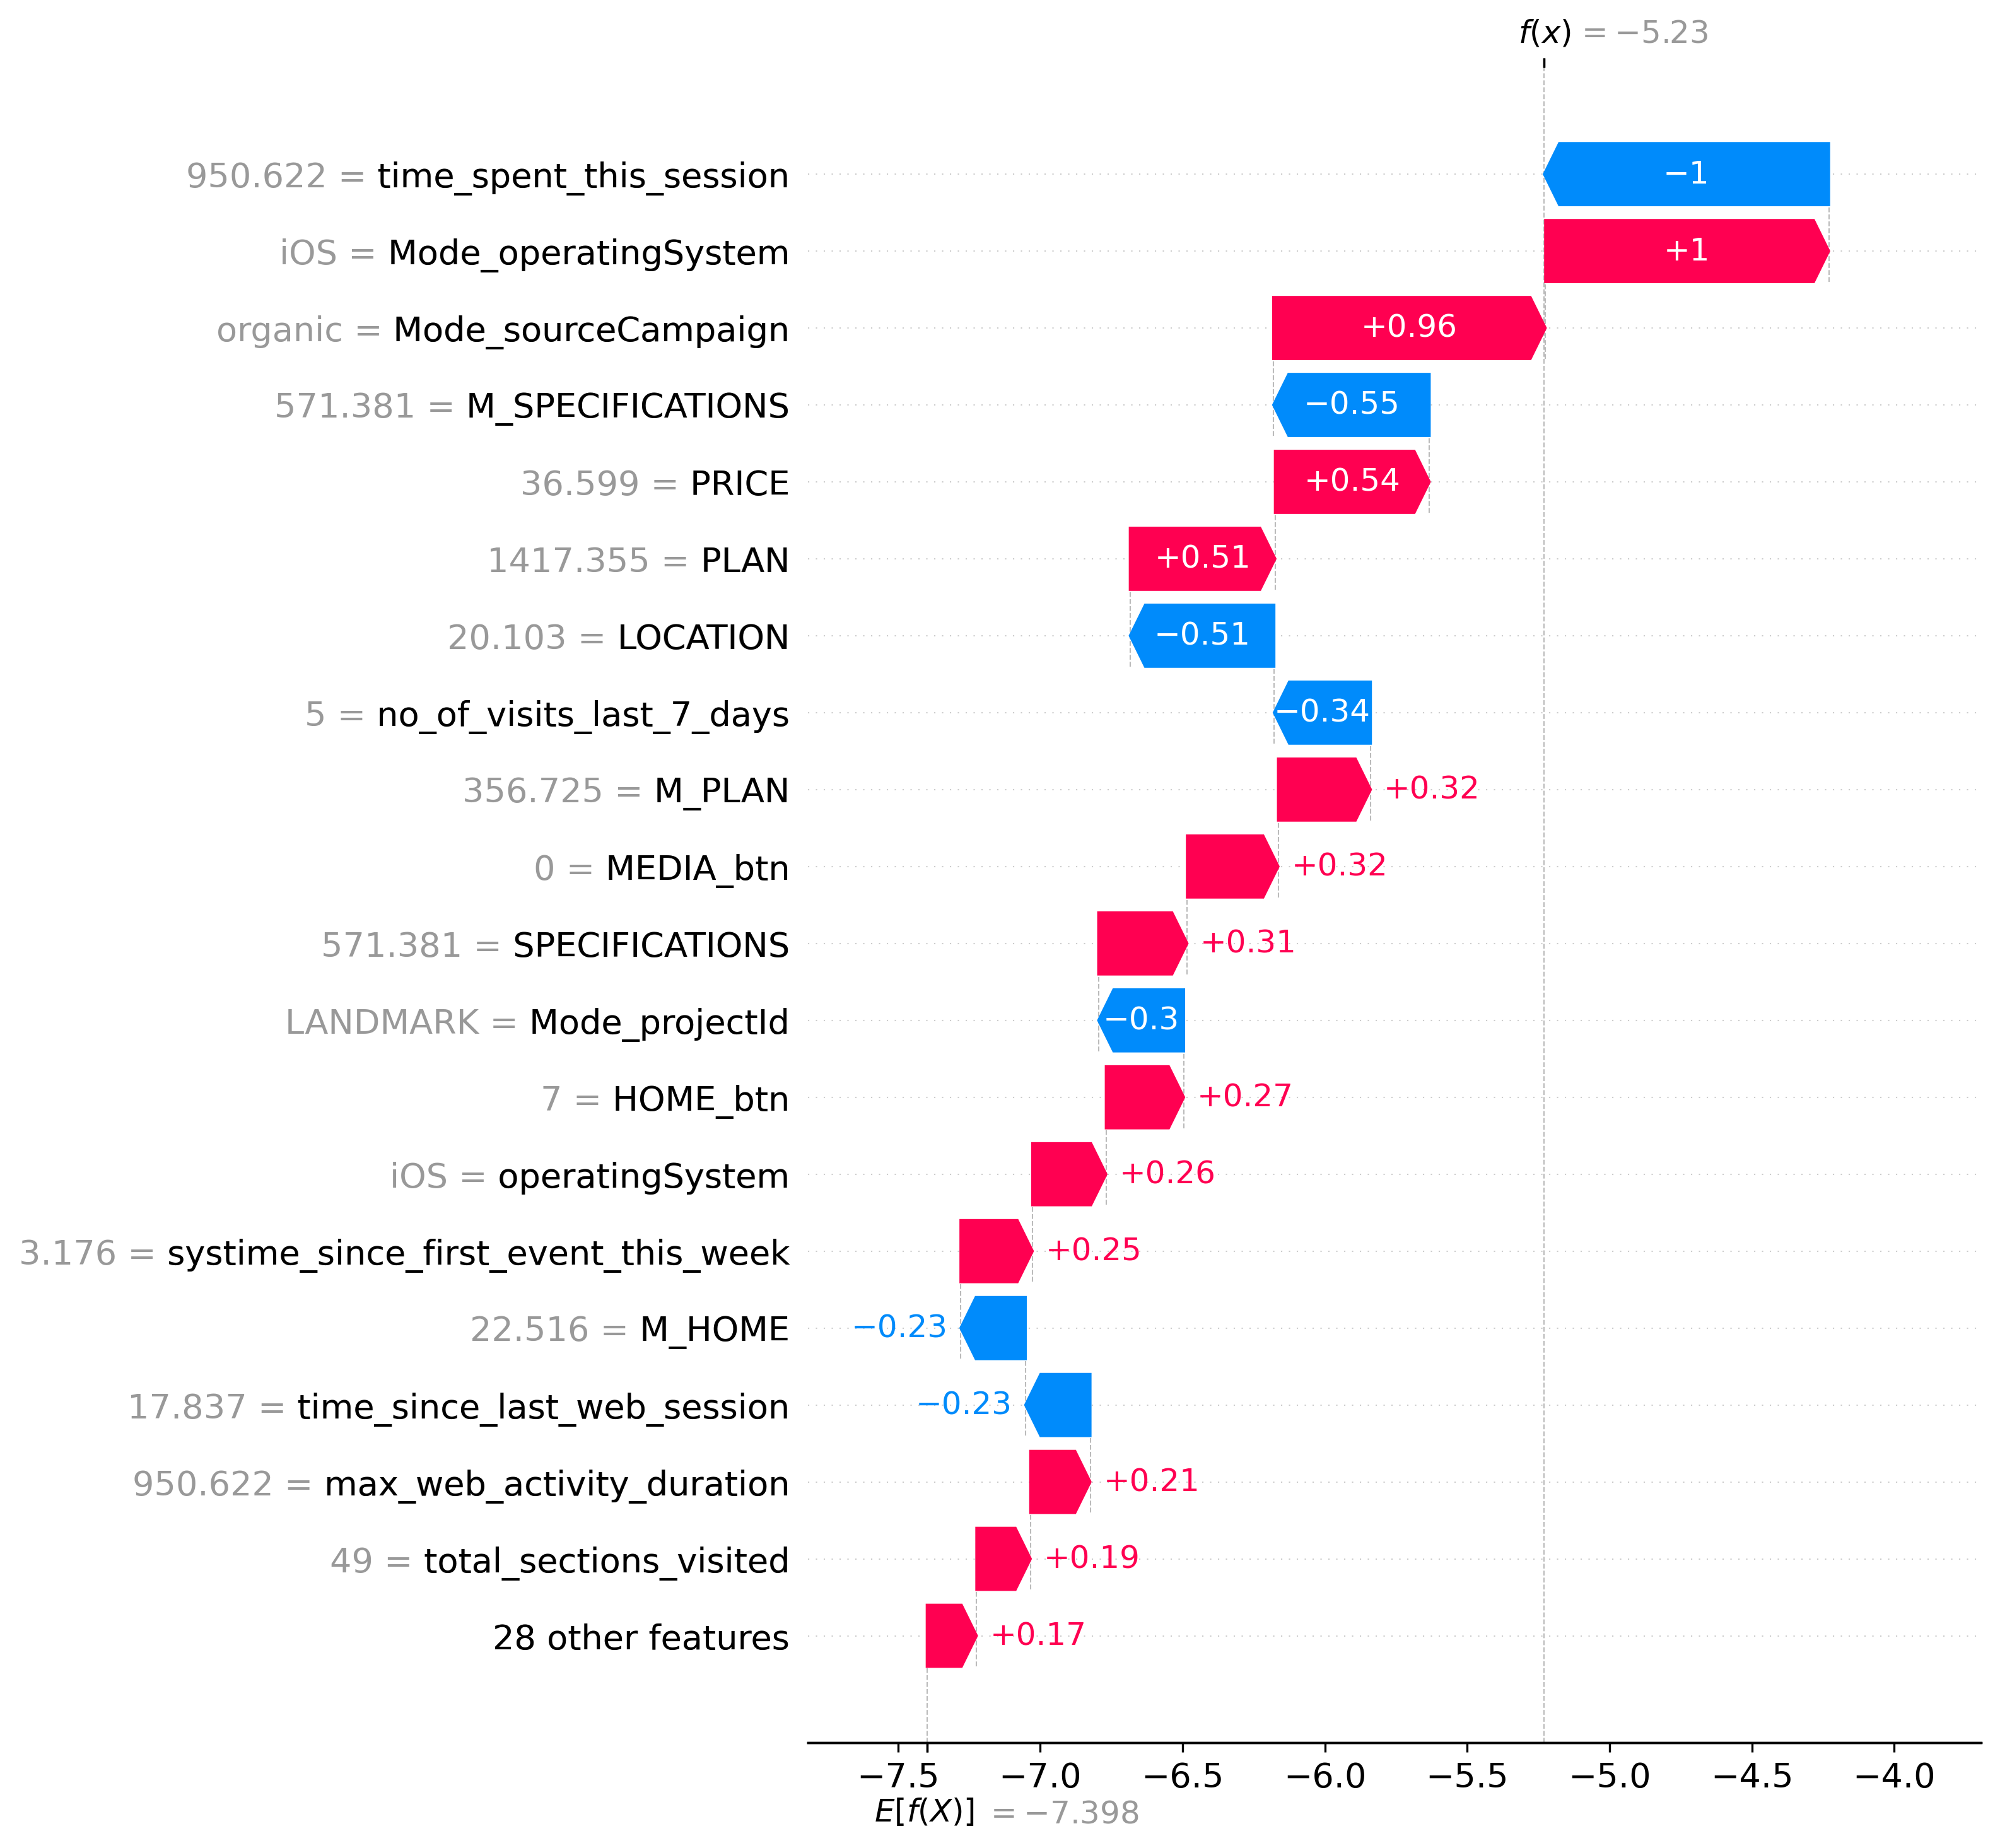 f(x) = −5.23
950.622 = time_spent_this_session −1
iOS = Mode_operatingSystem +1
organic = Mode_sourceCampaign +0.96
571.381 = M_SPECIFICATIONS −0.55
36.599 = PRICE +0.54
1417.355 = PLAN +0.51
20.103 = LOCATION −0.51
5 = no_of_visits_last_7_days −0.34
356.725 = M_PLAN +0.32
0 = MEDIA_btn +0.32
571.381 = SPECIFICATIONS +0.31
LANDMARK = Mode_projectId −0.3
7 = HOME_btn +0.27
iOS = operatingSystem +0.26
3.176 = systime_since_first_event_this_week +0.25
22.516 = M_HOME −0.23
17.837 = time_since_last_web_session −0.23
950.622 = max_web_activity_duration +0.21
49 = total_sections_visited +0.19
28 other features +0.17
−7.5 −7.0 −6.5 −6.0 −5.5 −5.0 −4.5 −4.0
E[f(X)] = −7.398